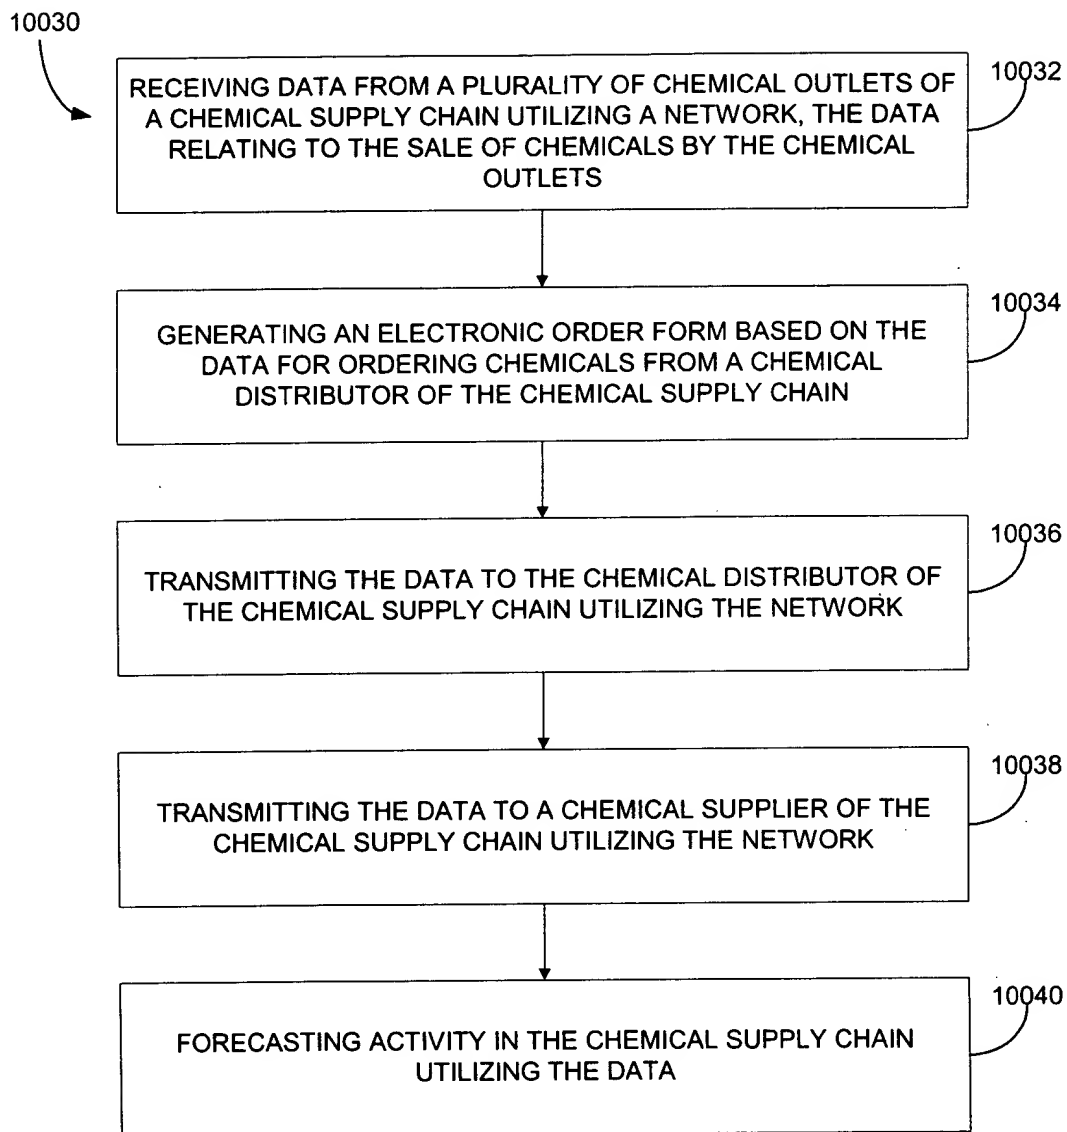 10030
RECEIVING DATA FROM A PLURALITY OF CHEMICAL OUTLETS OF
A CHEMICAL SUPPLY CHAIN UTILIZING A NETWORK, THE DATA
RELATING TO THE SALE OF CHEMICALS BY THE CHEMICAL
OUTLETS
10032
GENERATING AN ELECTRONIC ORDER FORM BASED ON THE
DATA FOR ORDERING CHEMICALS FROM A CHEMICAL
DISTRIBUTOR OF THE CHEMICAL SUPPLY CHAIN
10034
TRANSMITTING THE DATA TO THE CHEMICAL DISTRIBUTOR OF
THE CHEMICAL SUPPLY CHAIN UTILIZING THE NETWORK
10036
TRANSMITTING THE DATA TO A CHEMICAL SUPPLIER OF THE
CHEMICAL SUPPLY CHAIN UTILIZING THE NETWORK
10038
FORECASTING ACTIVITY IN THE CHEMICAL SUPPLY CHAIN
UTILIZING THE DATA
10040